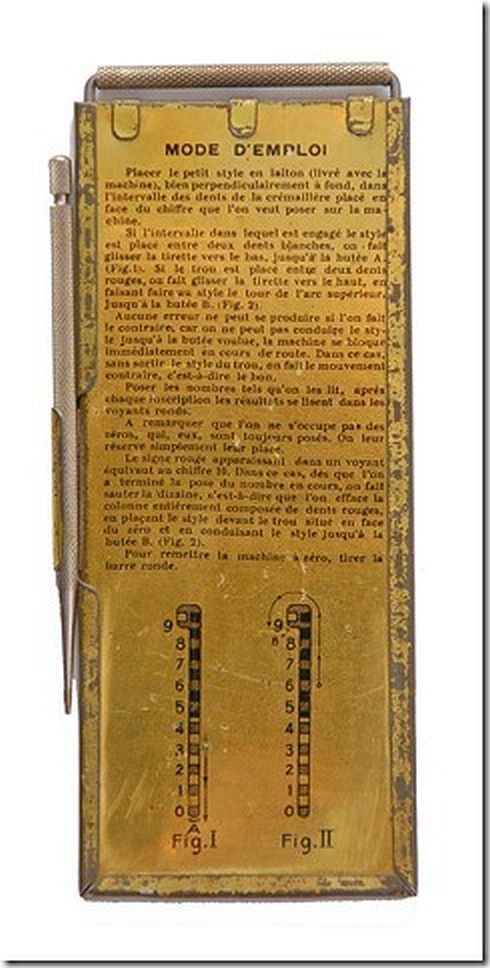 MODE D'EMPLOI
Placer le petit style en laiton (livré avec la
machine), bien perpendiculairement à fond, dans
l'intervalle des dents de la crémaillère placé en
face du chiffre que l'on veut poser sur la ma-
chine.
Si l'intervalle dans lequel est engagé le style
est placé entre deux dents blanches, on fait
glisser la tirette vers le bas, jusqu'à la butée A.
(Fig.1). Si le trou est placé entre deux dents
rouges, on fait glisser la tirette vers le haut, en
faisant faire au style le tour de l'arc supérieur
jusqu'à la butée B. (Fig. 2).
Aucune erreur ne peut se produire si l'on fait
le contraire, car on ne peut pas conduire le sty-
le jusqu'à la butée voulue, la machine se bloque
immédiatement en cours de route. Dans ce cas,
sans sortir le style du trou, en fait le mouvement
contraire, c'est-à-dire le bon.
Poser les nombres tels qu'on les lit, après
chaque inscription les résultats se lisent dans les
voyants ronds.
A remarquer que l'on ne s'occupe pas des
zéros, qui, eux, sont toujours posés. On leur
réserve simplement leur place.
Le signe rouge apparaissant dans un voyant
équivaut au chiffre 10. Dans ce cas, dès que l'on
a terminé la pose du nombre en cours, on fait
sauter la dizaine, c'est-à-dire que l'on efface la
colonne entièrement composée de dents rouges,
en plaçant le style devant le trou situé en face
du zéro et en conduisant le style jusqu'à la
butée B. (Fig. 2).
Pour remettre la machine à zéro, tirer la
barre ronde.
9
8
7
6
5
4
3
2
1
0
A
Fig.I
9
B
8
7
6
5
4
3
2
1
0
Fig.II